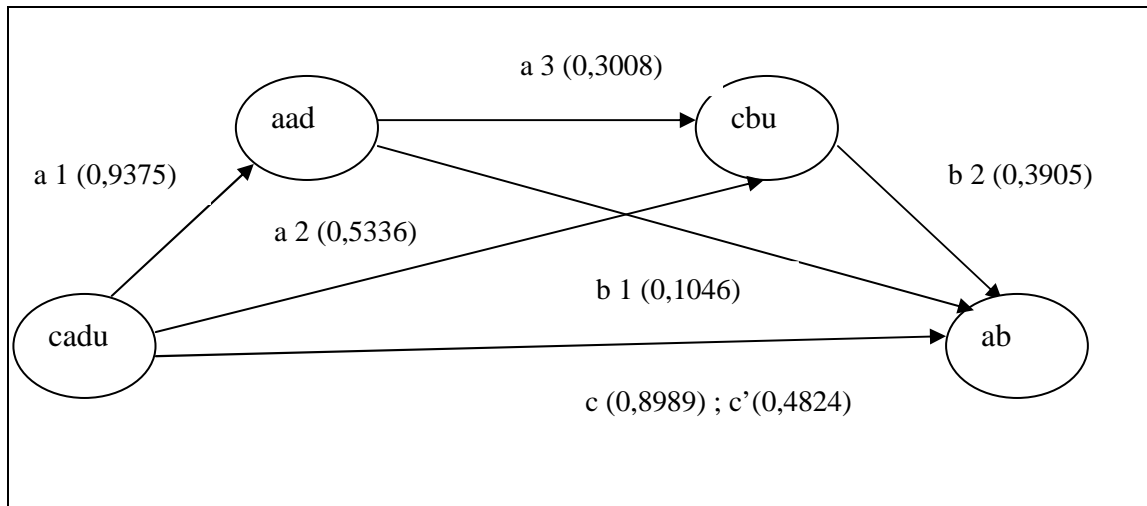 a 3 (0,3008)
aad
cbu
a 1 (0,9375)
b 2 (0,3905)
a 2 (0,5336)
b 1 (0,1046)
cadu
ab
c (0,8989) ; c’(0,4824)